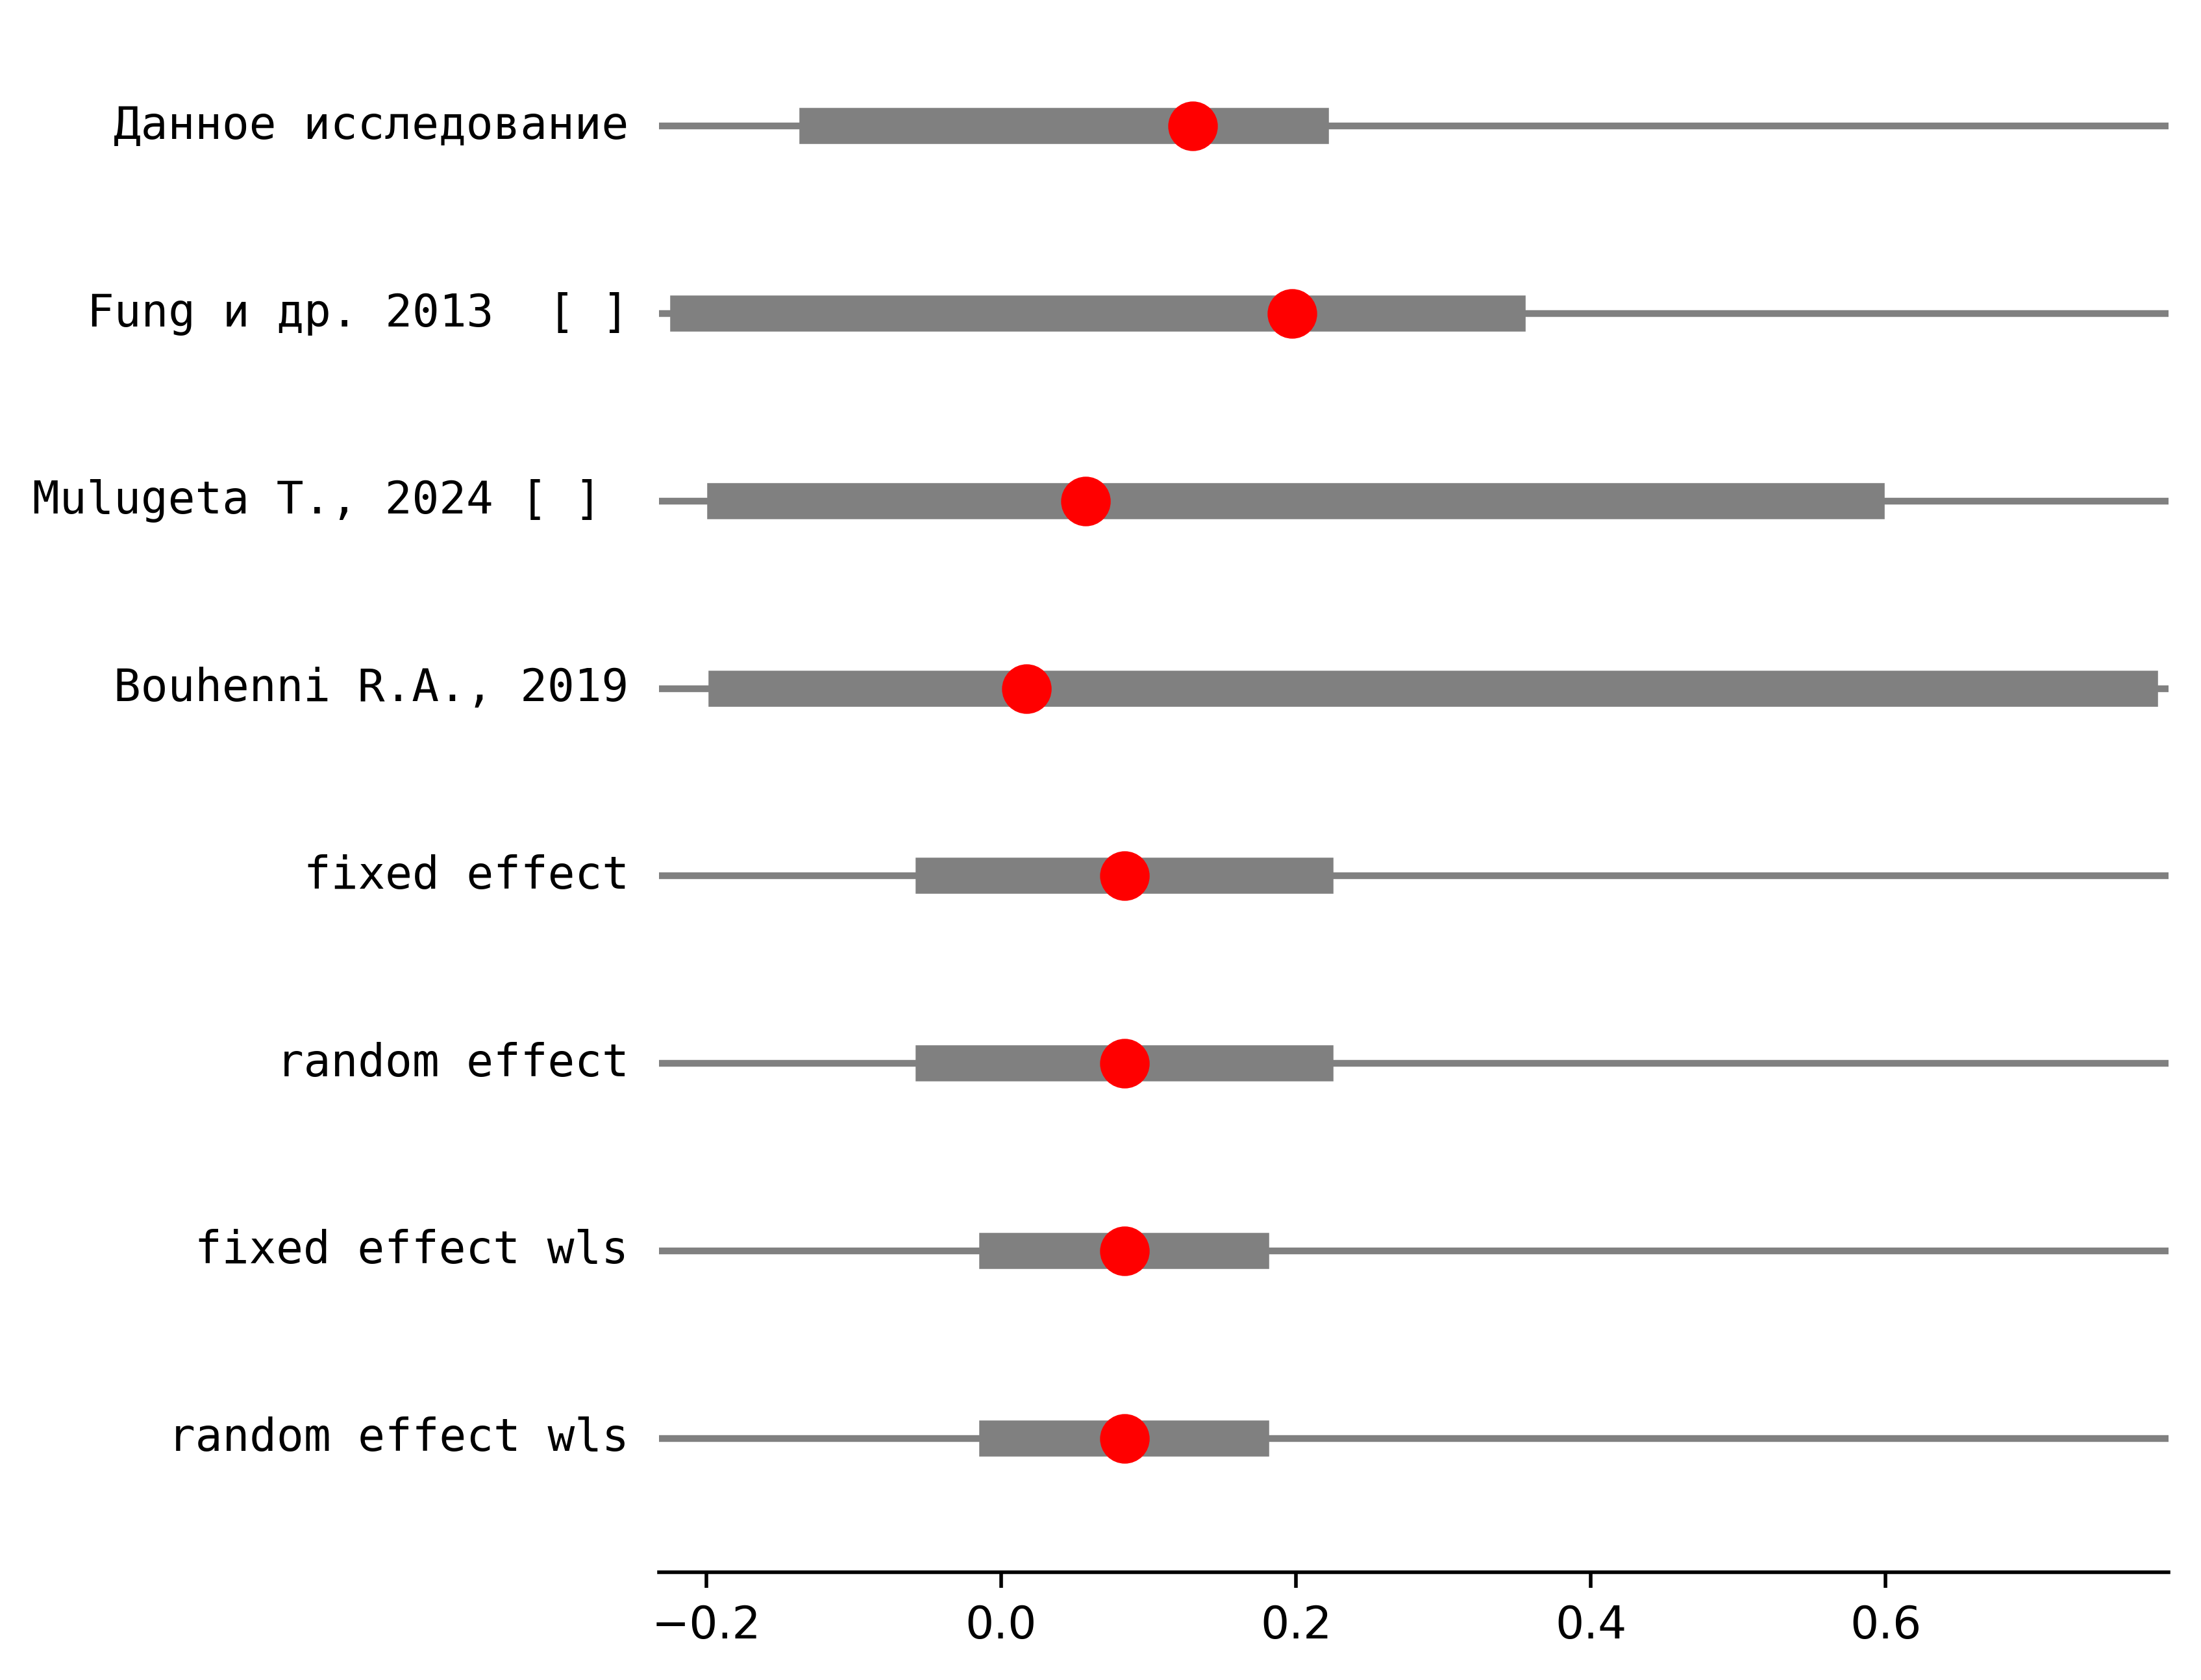 Данное исследование
Fung и др. 2013  [ ]
Mulugeta T., 2024 [ ]
Bouhenni R.A., 2019
fixed effect
random effect
fixed effect wls
random effect wls
−0.2 0.0 0.2 0.4 0.6